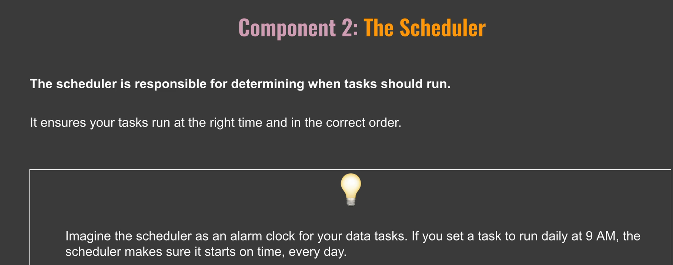 Component 2: The Scheduler
The scheduler is responsible for determining when tasks should run.
It ensures your tasks run at the right time and in the correct order.
Imagine the scheduler as an alarm clock for your data tasks. If you set a task to run daily at 9 AM, the
scheduler makes sure it starts on time, every day.